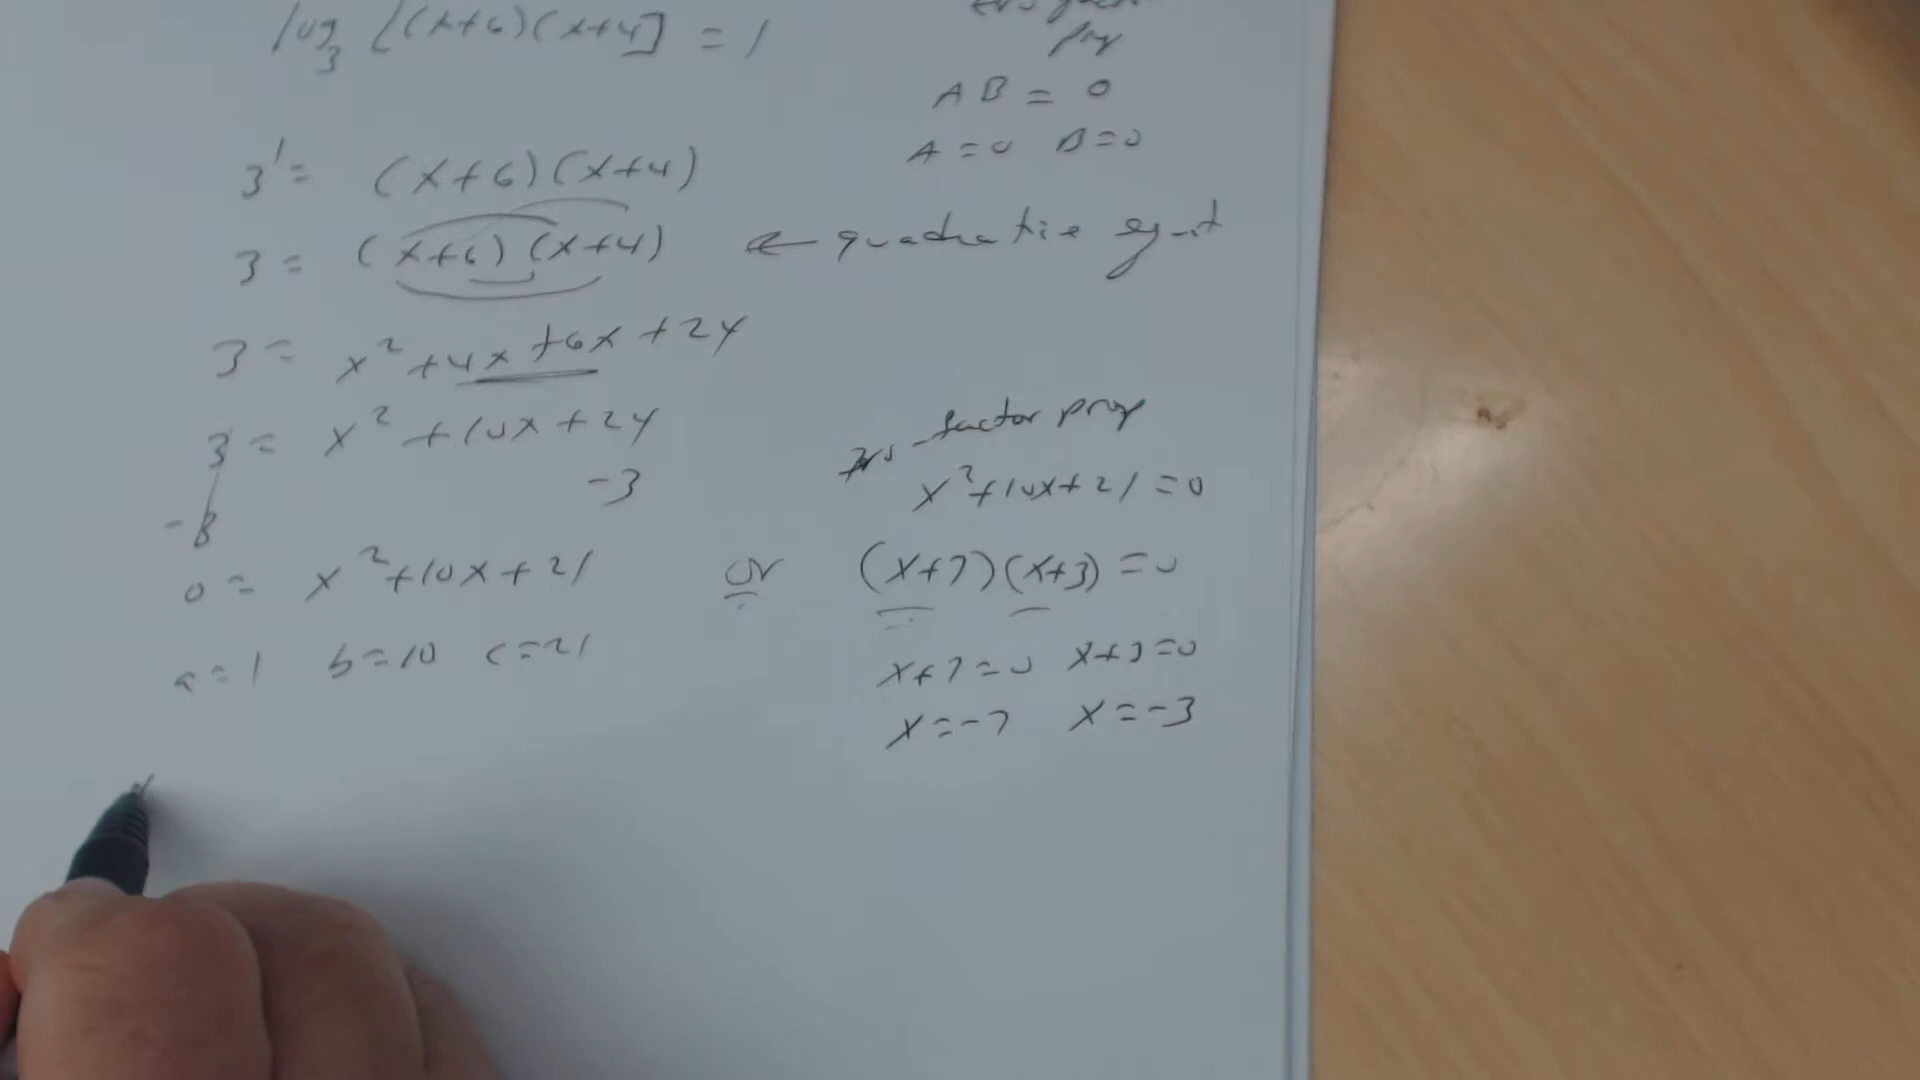 log₃ [(x+6)(x+4] = 1
prop
AB = 0
A = 0 B = 0
3¹ = (x+6)(x+4)
3 = (x+6)(x+4) ← quadratic
3 = x² + 4x + 6x + 24
3 = x² + 10x + 24
-3 -3
0 = x² + 10x + 21
a = 1 b = 10 c = 21
or
factor prop
x² + 10x + 21 = 0
(x+7)(x+3) = 0
x+7 = 0 x+3 = 0
x = -7 x = -3